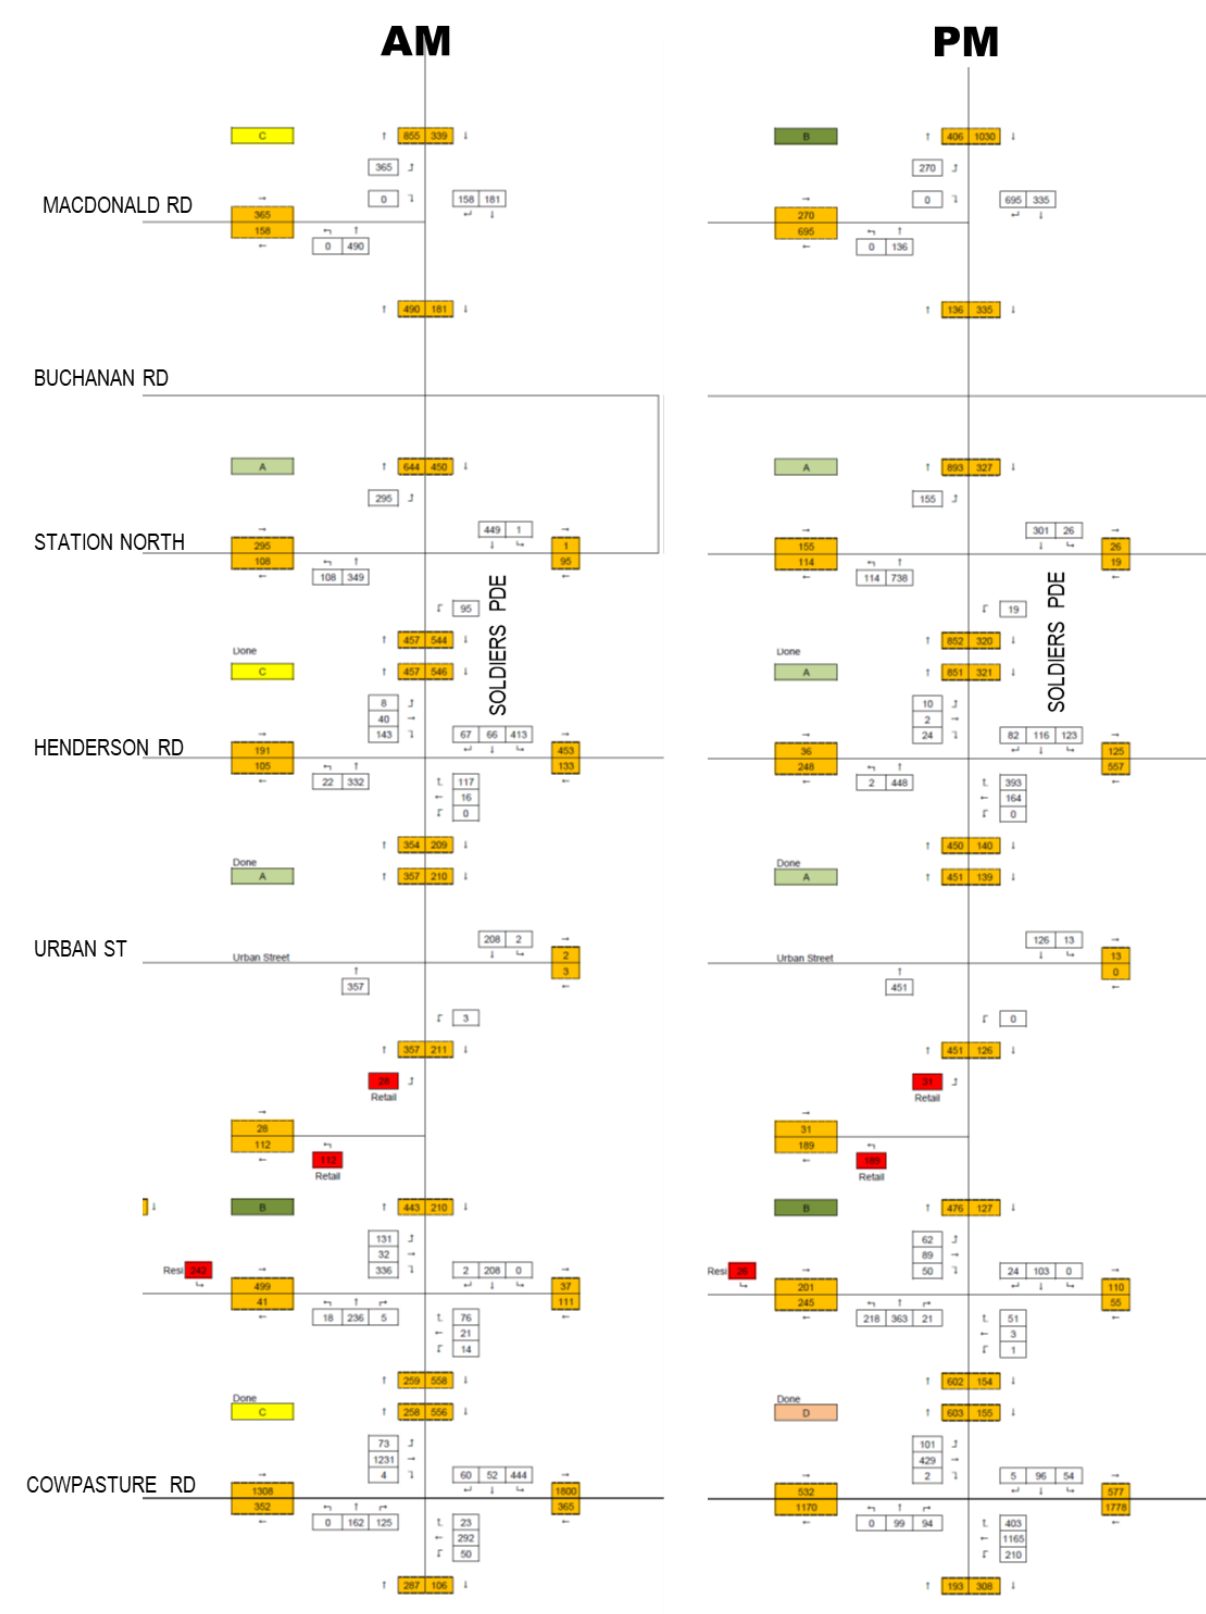 AM PM
C 855 339 B 406 1030
365 270
MACDONALD RD 0 158 181 0 695 335
365 270
158 695
0 490 0 136
490 181 136 335
BUCHANAN RD
A 644 450 A 893 327
295 155
449 1 301 26
STATION NORTH 295 1 155 26
108 95 114 19
108 349 114 738
SOLDIERS PDE SOLDIERS PDE
95 19
457 544 852 320
Done Done
C 457 546 A 851 321
8 10
40 2
143 67 66 413 24 82 116 123
HENDERSON RD 191 453 36 125
105 133 248 557
22 332 117 2 448 393
16 164
0 0
354 209 450 140
Done Done
A 357 210 A 451 139
208 2 126 13
URBAN ST Urban Street 2 Urban Street 13
3 0
357 451
3 0
357 211 451 126
28 31
Retail Retail
28 31
112 189
112 189
Retail Retail
B 443 210 B 476 127
131 62
32 89
Resi 242 336 2 208 0 Resi 26 50 24 103 0
499 37 201 110
41 111 245 55
18 236 5 76 218 363 21 51
21 3
14 1
259 558 602 154
Done Done
C 258 556 D 603 155
73 101
1231 429
4 60 52 444 2 5 96 54
COWPASTURE RD 1308 1800 532 577
352 365 1170 1778
0 162 125 23 0 99 94 403
292 1165
50 210
287 106 193 308